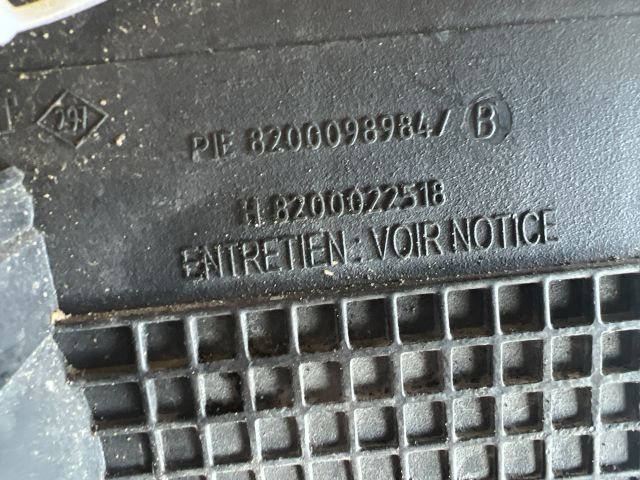 PIE 8200098984/ B
H 8200022518
ENTRETIEN : VOIR NOTICE